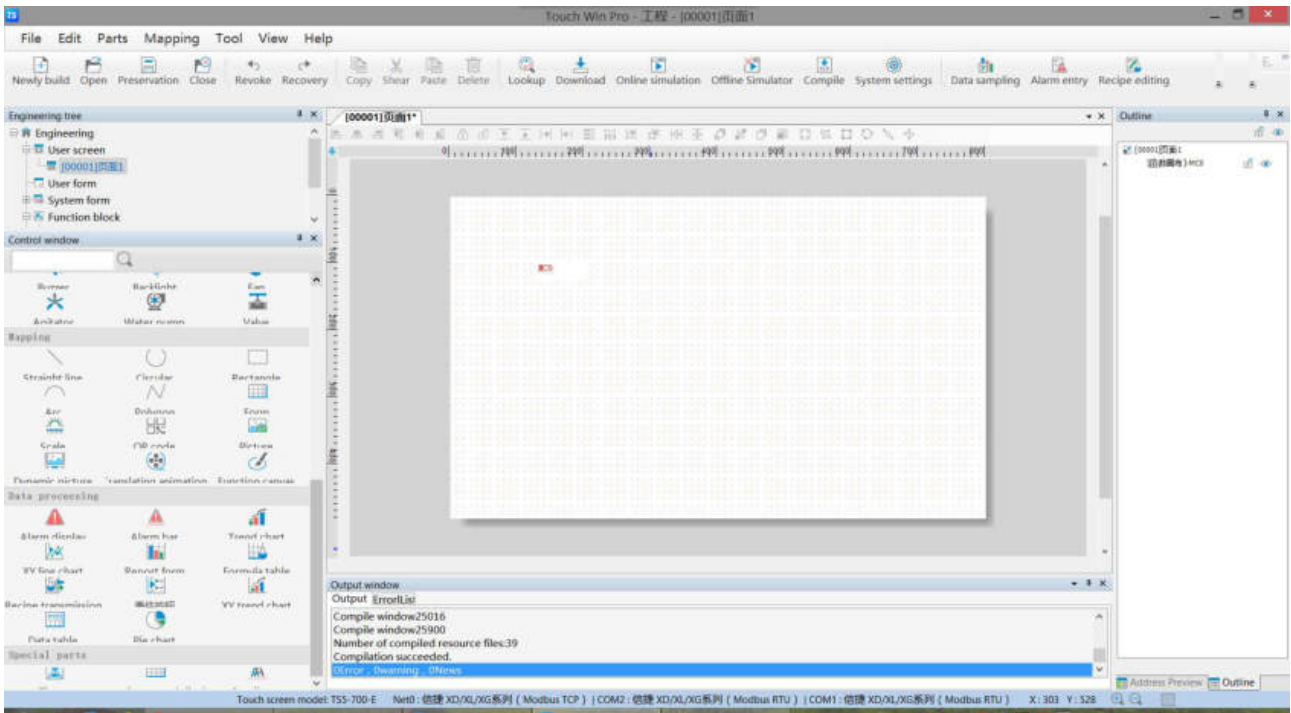 TS
Touch Win Pro - 工程 - [00001]页面1
File Edit Parts Mapping Tool View Help
Newly build Open Preservation Close Revoke Recovery Copy Shear Paste Delete Lookup Download Online simulation Offline Simulator Compile System settings Data sampling Alarm entry Recipe editing
Engineering tree
[00001]页面1*
Outline
Engineering
User screen
[00001]页面1
User form
System form
Function block
Control window
Burner Backlight Fan
Agitator Water pump Value
Mapping
Straight line Circular Rectangle
Arc Polygon Form
Scale QR code Picture
Dynamic picture Translation animation Function canvas
Data processing
Alarm display Alarm bar Trend chart
XY line chart Report form Formula table
Recipe transmission XY trend chart
Data table Pie chart
Special parts
[00001]页面1
Output window
Output ErrorlList
Compile window25016
Compile window25900
Number of compiled resource files:39
Compilation succeeded.
0Error , 0warning , 0News
Address Preview Outline
Touch screen model: TS5-700-E Net0 : 信捷 XD/XL/XG系列 ( Modbus TCP ) | COM2 : 信捷 XD/XL/XG系列 ( Modbus RTU ) | COM1 : 信捷 XD/XL/XG系列 ( Modbus RTU ) X : 303 Y : 528